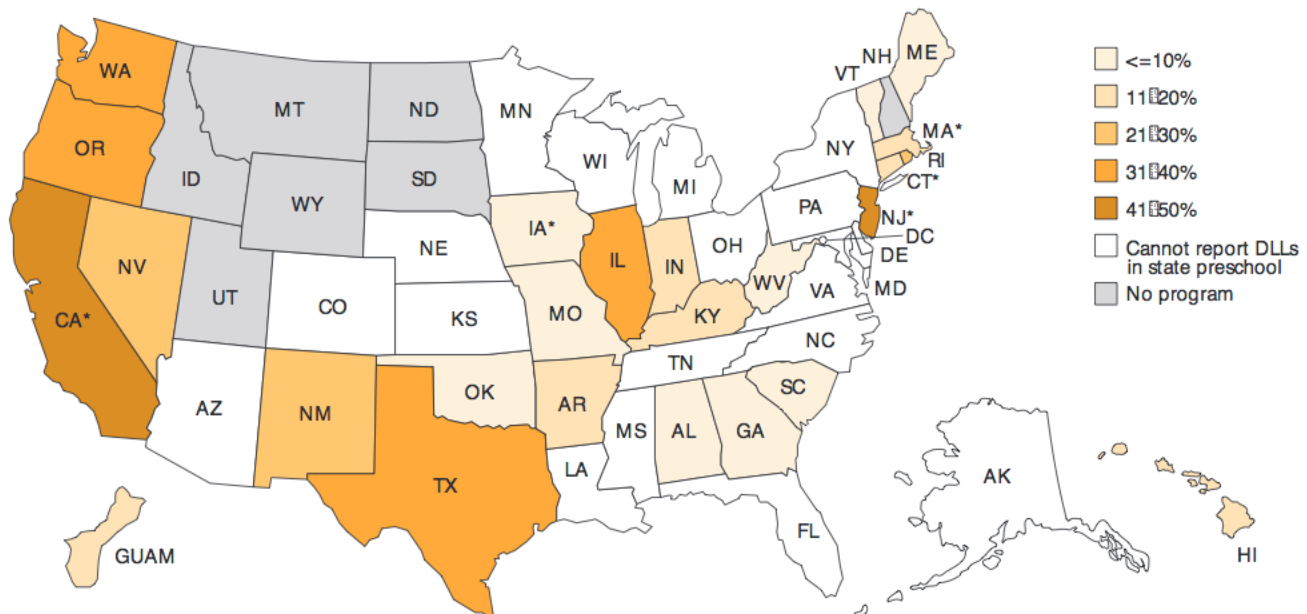 NH
ME
VT
WA
MT
ND
MN
OR
ID
WY
SD
WI
MI
NY
MA*
RI
CT*
PA
NJ*
DC
DE
MD
NV
UT
CO
NE
KS
IA*
IL
IN
OH
WV
VA
CA*
MO
KY
NC
TN
AZ
NM
OK
AR
SC
MS
AL
GA
TX
LA
FL
AK
HI
GUAM
<=10%
11 20%
21 30%
31 40%
41 50%
Cannot report DLLs
in state preschool
No program